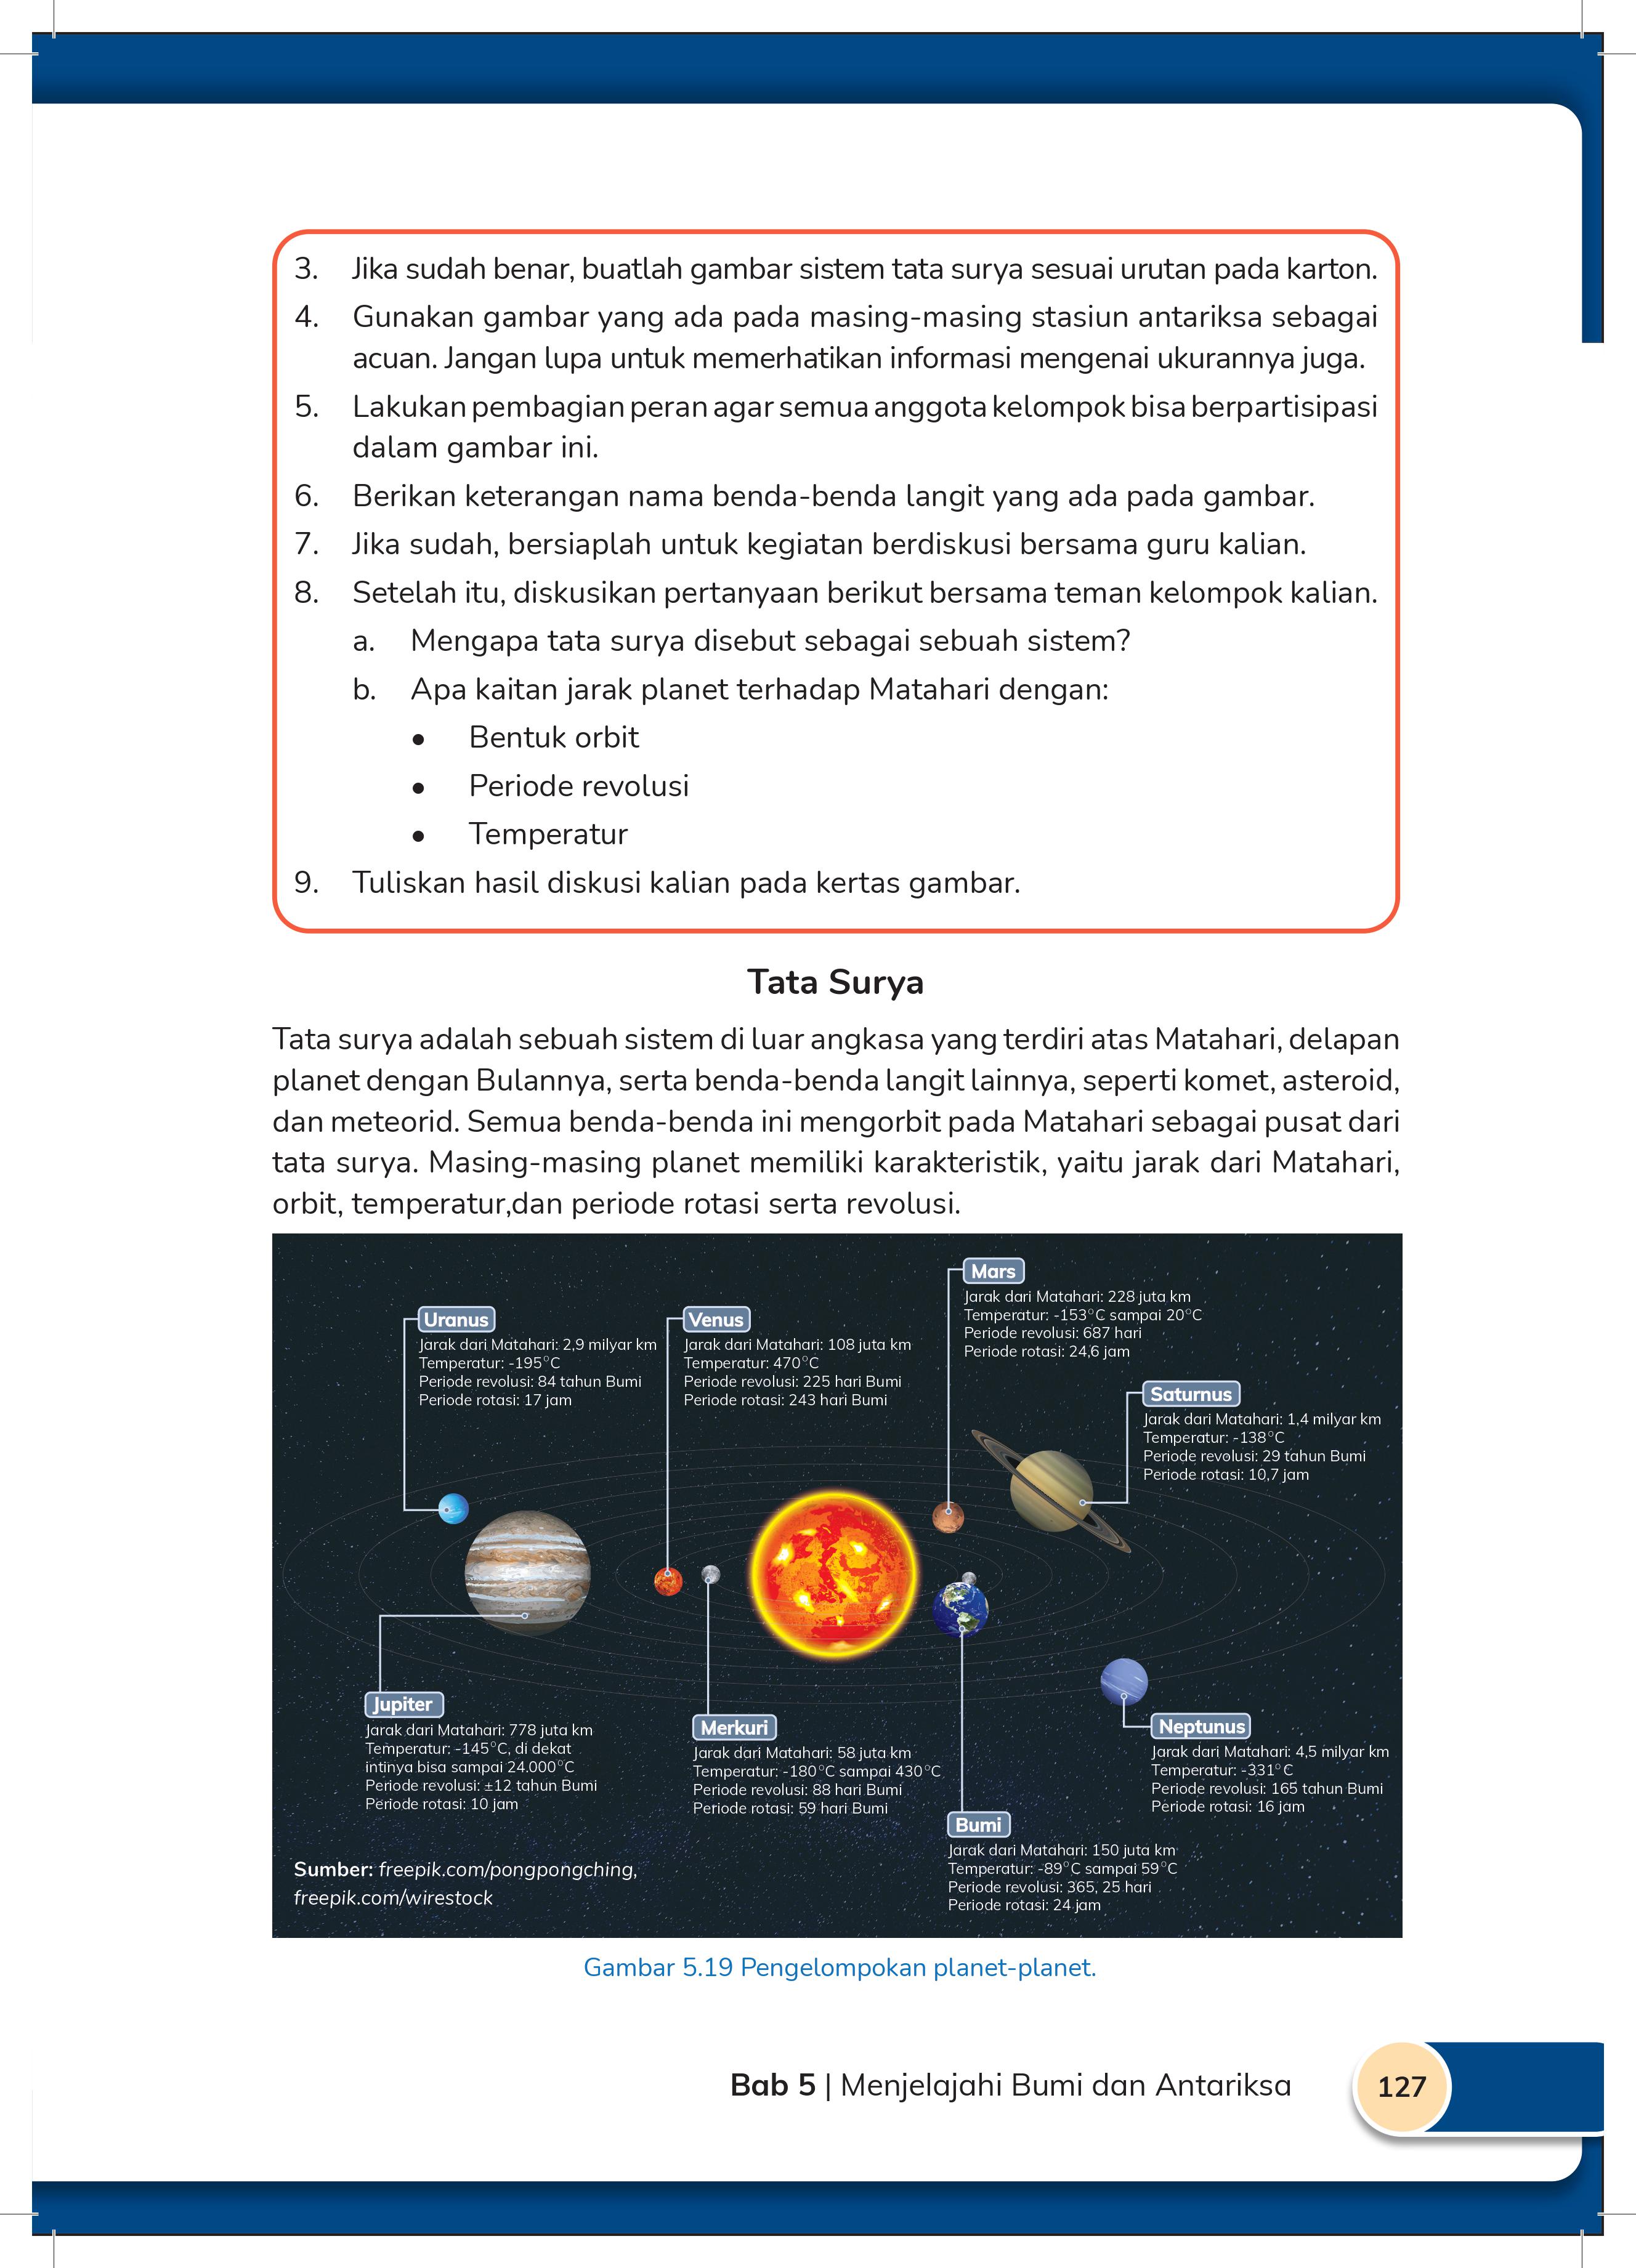 3. Jika sudah benar, buatlah gambar sistem tata surya sesuai urutan pada karton.
4. Gunakan gambar yang ada pada masing-masing stasiun antariksa sebagai
acuan. Jangan lupa untuk memerhatikan informasi mengenai ukurannya juga.
5. Lakukan pembagian peran agar semua anggota kelompok bisa berpartisipasi
dalam gambar ini.
6. Berikan keterangan nama benda-benda langit yang ada pada gambar.
7. Jika sudah, bersiaplah untuk kegiatan berdiskusi bersama guru kalian.
8. Setelah itu, diskusikan pertanyaan berikut bersama teman kelompok kalian.
a. Mengapa tata surya disebut sebagai sebuah sistem?
b. Apa kaitan jarak planet terhadap Matahari dengan:
• Bentuk orbit
• Periode revolusi
• Temperatur
9. Tuliskan hasil diskusi kalian pada kertas gambar.
Tata Surya
Tata surya adalah sebuah sistem di luar angkasa yang terdiri atas Matahari, delapan
planet dengan Bulannya, serta benda-benda langit lainnya, seperti komet, asteroid,
dan meteorid. Semua benda-benda ini mengorbit pada Matahari sebagai pusat dari
tata surya. Masing-masing planet memiliki karakteristik, yaitu jarak dari Matahari,
orbit, temperatur,dan periode rotasi serta revolusi.
Mars
Jarak dari Matahari: 228 juta km
Temperatur: -153°C sampai 20°C
Periode revolusi: 687 hari
Periode rotasi: 24,6 jam
Uranus
Jarak dari Matahari: 2,9 milyar km
Temperatur: -195°C
Periode revolusi: 84 tahun Bumi
Periode rotasi: 17 jam
Venus
Jarak dari Matahari: 108 juta km
Temperatur: 470°C
Periode revolusi: 225 hari Bumi
Periode rotasi: 243 hari Bumi
Saturnus
Jarak dari Matahari: 1,4 milyar km
Temperatur: -138°C
Periode revolusi: 29 tahun Bumi
Periode rotasi: 10,7 jam
Jupiter
Jarak dari Matahari: 778 juta km
Temperatur: -145°C, di dekat
intinya bisa sampai 24.000°C
Periode revolusi: ±12 tahun Bumi
Periode rotasi: 10 jam
Merkuri
Jarak dari Matahari: 58 juta km
Temperatur: -180°C sampai 430°C
Periode revolusi: 88 hari Bumi
Periode rotasi: 59 hari Bumi
Neptunus
Jarak dari Matahari: 4,5 milyar km
Temperatur: -331°C
Periode revolusi: 165 tahun Bumi
Periode rotasi: 16 jam
Bumi
Jarak dari Matahari: 150 juta km
Temperatur: -89°C sampai 59°C
Periode revolusi: 365, 25 hari
Periode rotasi: 24 jam
Sumber: freepik.com/pongpongching,
freepik.com/wirestock
Gambar 5.19 Pengelompokan planet-planet.
Bab 5 | Menjelajahi Bumi dan Antariksa
127